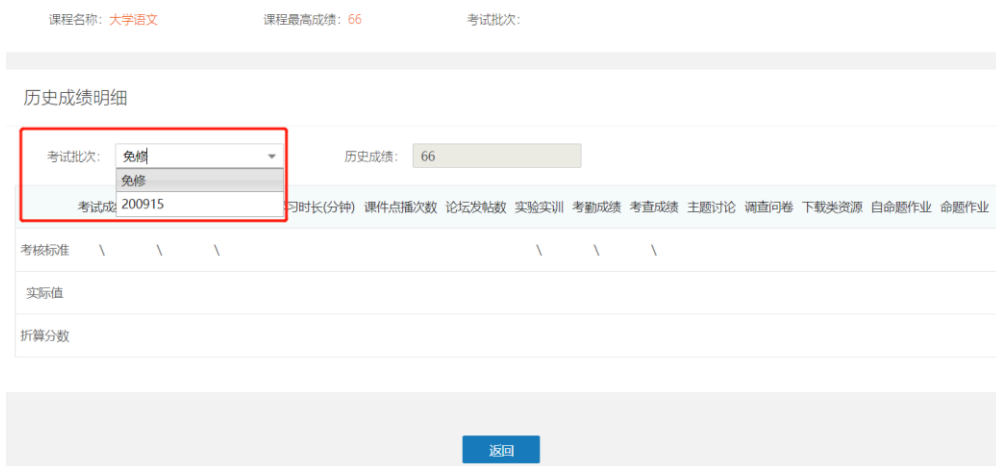 课程名称：大学语文 课程最高成绩：66 考试批次：
历史成绩明细
考试批次： 免修 历史成绩： 66
免修
200915
考试成 习时长(分钟) 课件点播次数 论坛发帖数 实验实训 考勤成绩 考查成绩 主题讨论 调查问卷 下载类资源 自命题作业 命题作业
考核标准 \ \ \ \ \ \
实际值
折算分数
返回